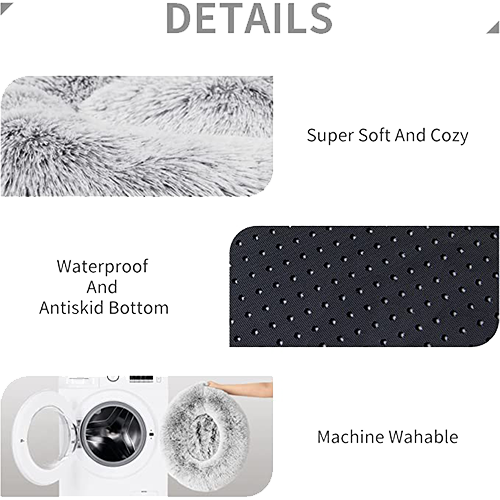 DETAILS
Super Soft And Cozy
Waterproof
And
Antiskid Bottom
Machine Wahable